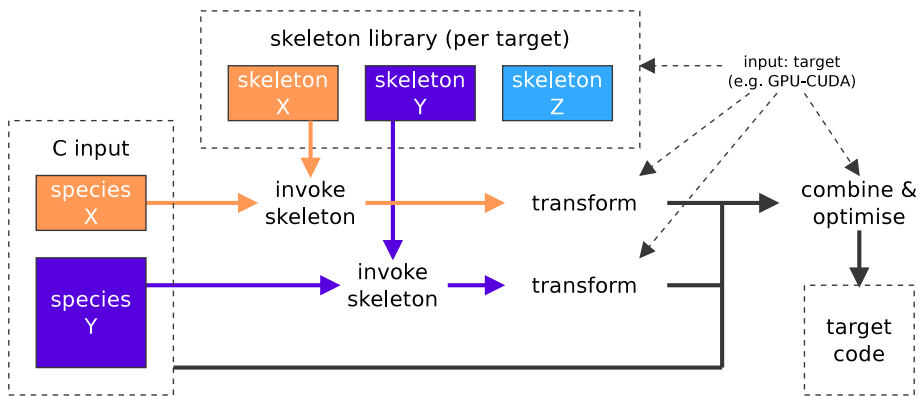 skeleton library (per target)
skeleton
X
skeleton
Y
skeleton
Z
input: target
(e.g. GPU-CUDA)
C input
species
X
invoke
skeleton
transform
combine &
optimise
species
Y
invoke
skeleton
transform
target
code